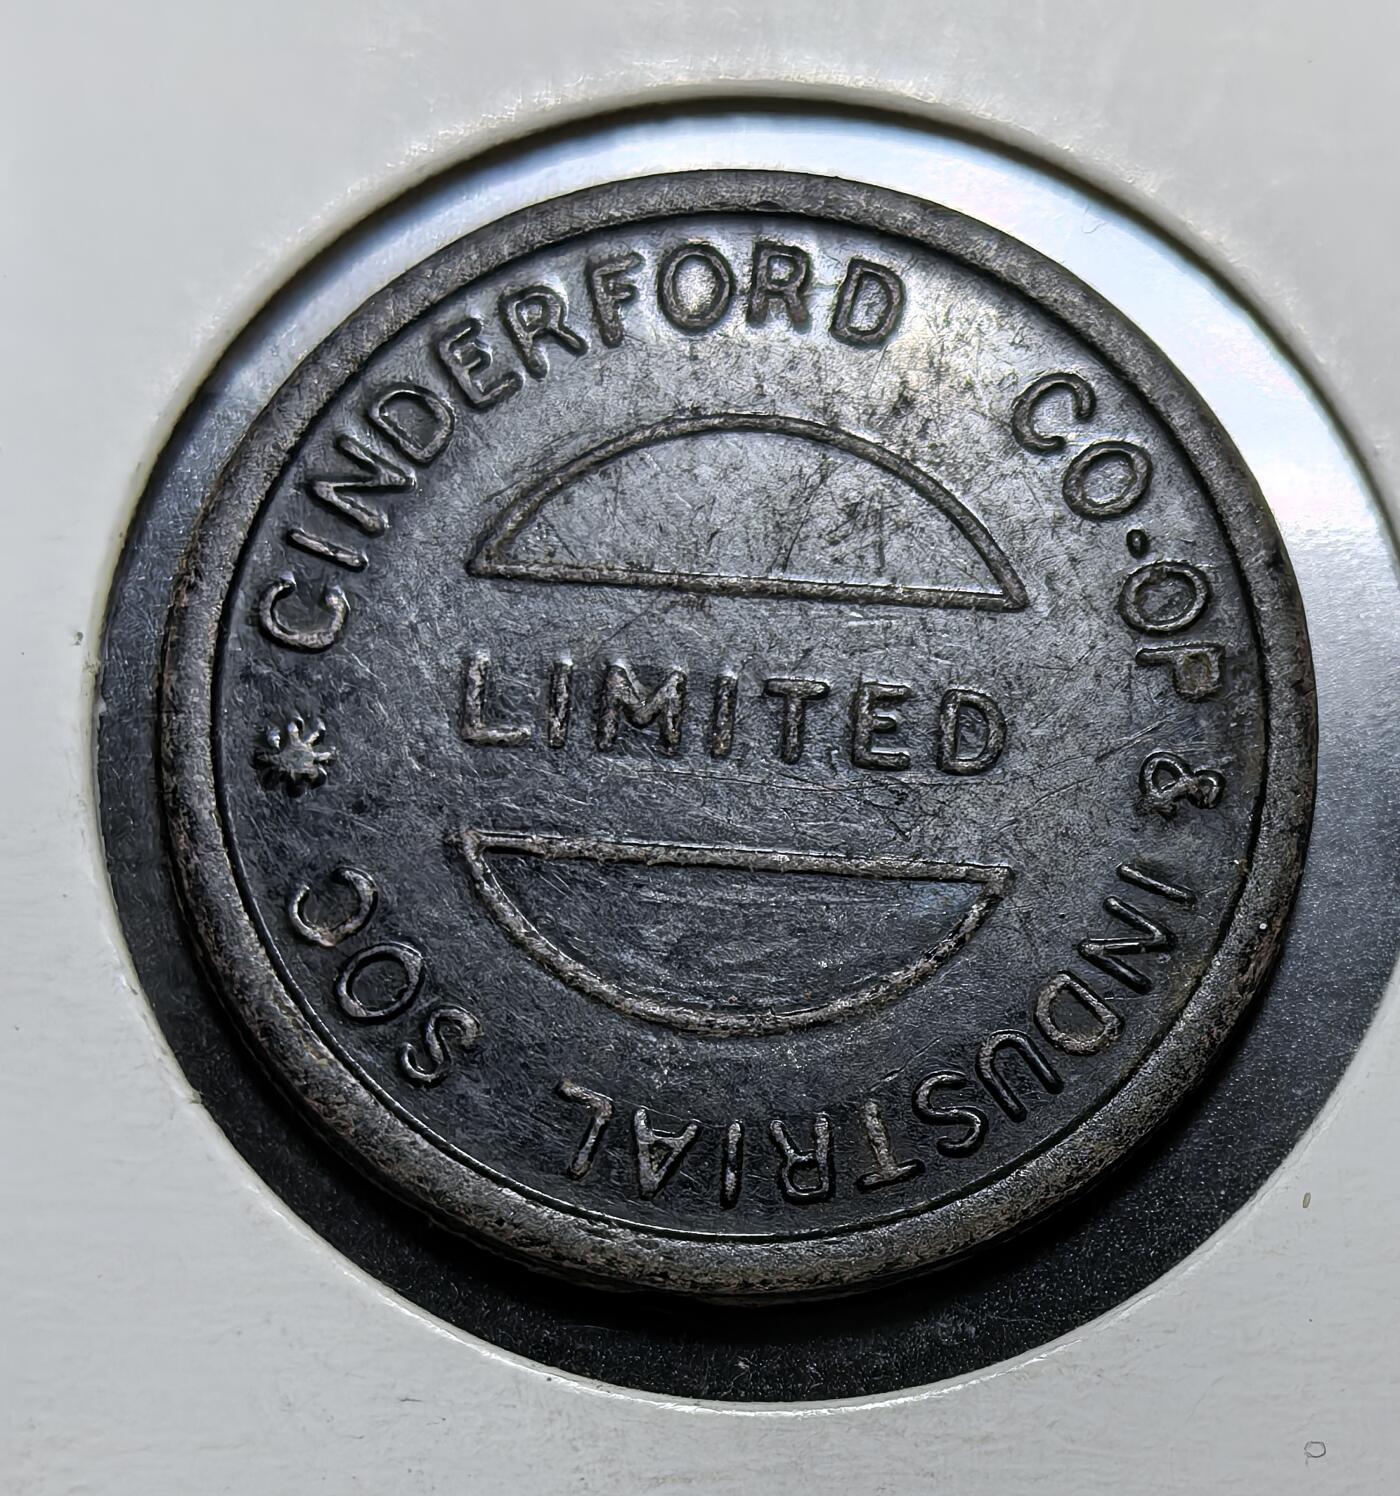 * CINDERFORD CO.OP & INDUSTRIAL SOC
LIMITED